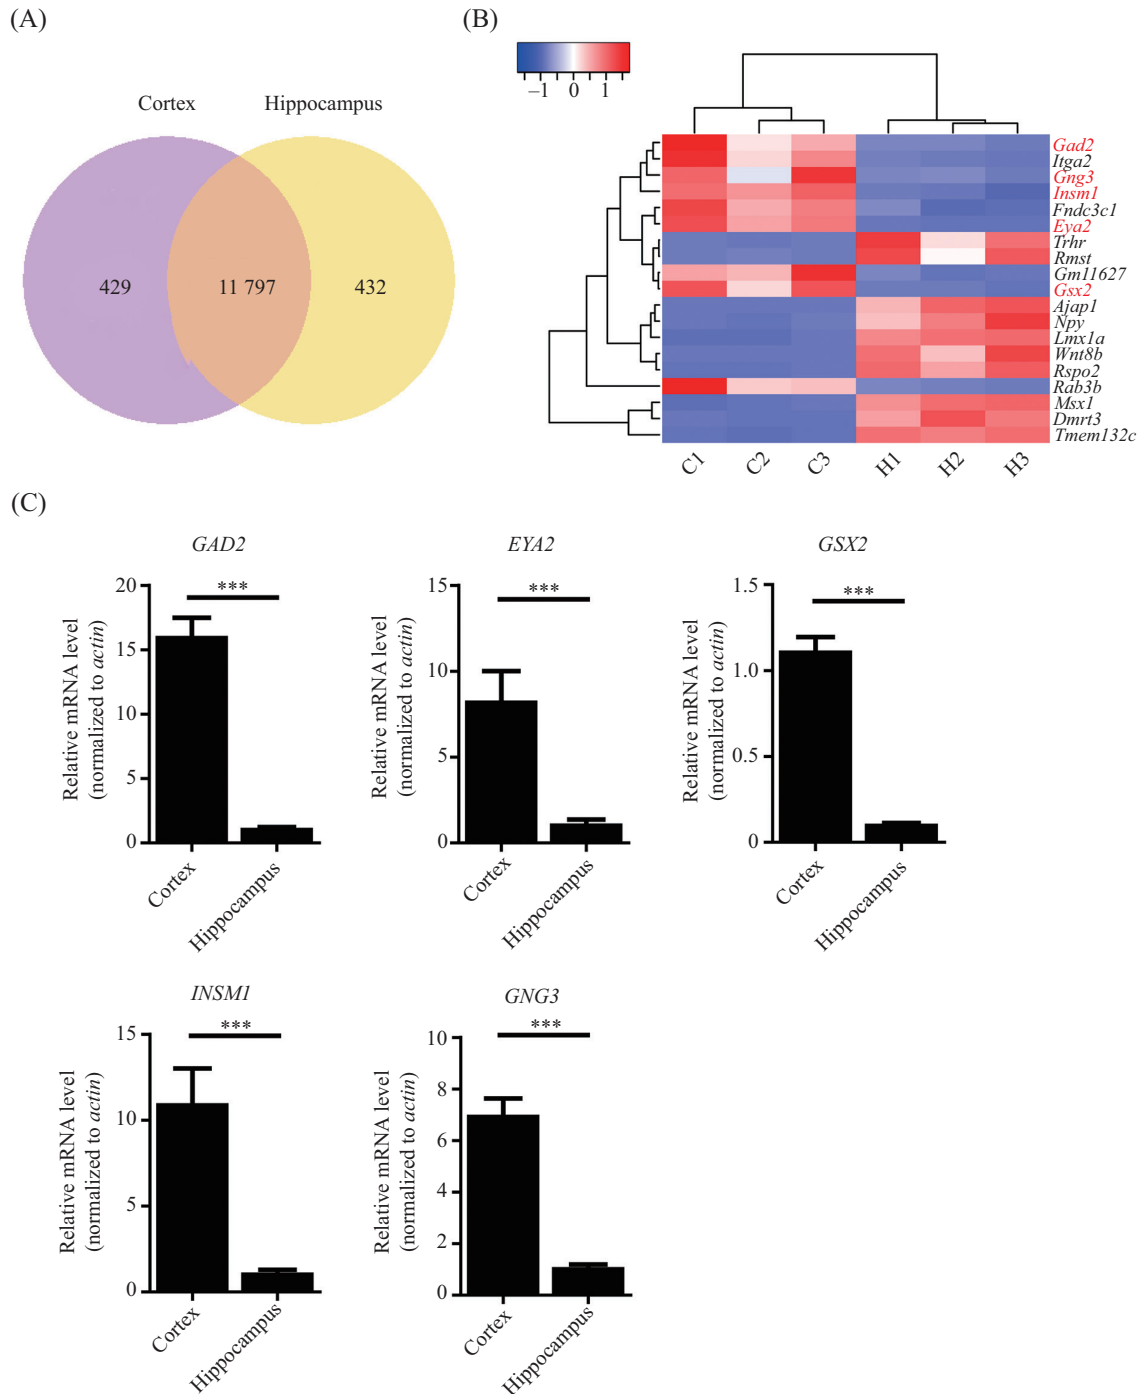 (A)
Cortex
Hippocampus
429
11 797
432
(B)
−1 0 1
Gad2
Itga2
Gng3
Insm1
Fndc3c1
Eya2
Trhr
Rmst
Gm11627
Gsx2
Ajap1
Npy
Lmx1a
Wnt8b
Rspo2
Rab3b
Msx1
Dmrt3
Tmem132c
C1 C2 C3 H1 H2 H3
(C)
GAD2
Relative mRNA level
(normalized to actin)
20
15
10
5
0
***
Cortex
Hippocampus
EYA2
Relative mRNA level
(normalized to actin)
15
10
5
0
***
Cortex
Hippocampus
GSX2
Relative mRNA level
(normalized to actin)
1.5
1.0
0.5
0
***
Cortex
Hippocampus
INSM1
Relative mRNA level
(normalized to actin)
15
10
5
0
***
Cortex
Hippocampus
GNG3
Relative mRNA level
(normalized to actin)
10
8
6
4
2
0
***
Cortex
Hippocampus